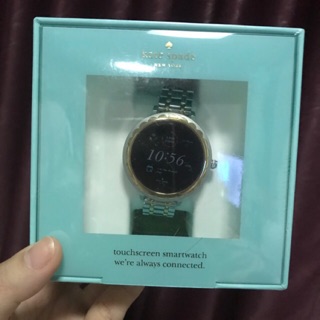 kate spade
NEW YORK
10:56
touchscreen smartwatch
we're always connected.